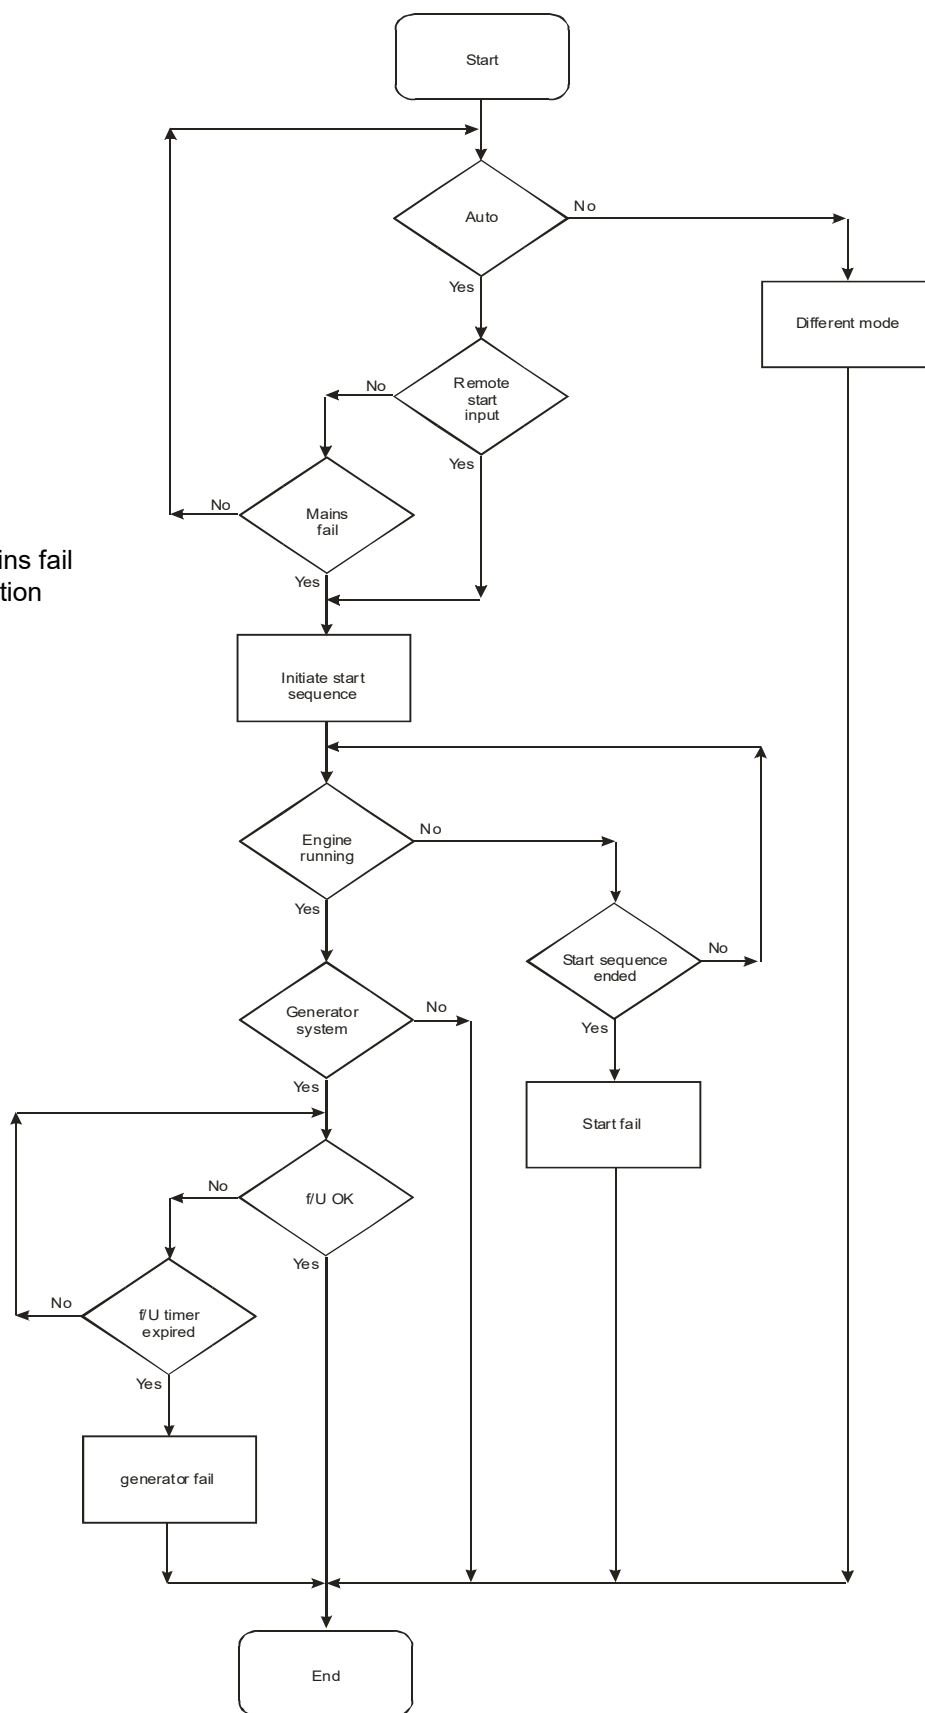 Start
Auto
No
Yes
Different mode
Remote
start
input
No
Yes
Mains
fail
No
Yes
ins fail
tion
Initiate start
sequence
Engine
running
No
Yes
Start sequence
ended
No
Yes
Generator
system
No
Yes
Start fail
f/U OK
No
Yes
f/U timer
expired
No
Yes
generator fail
End